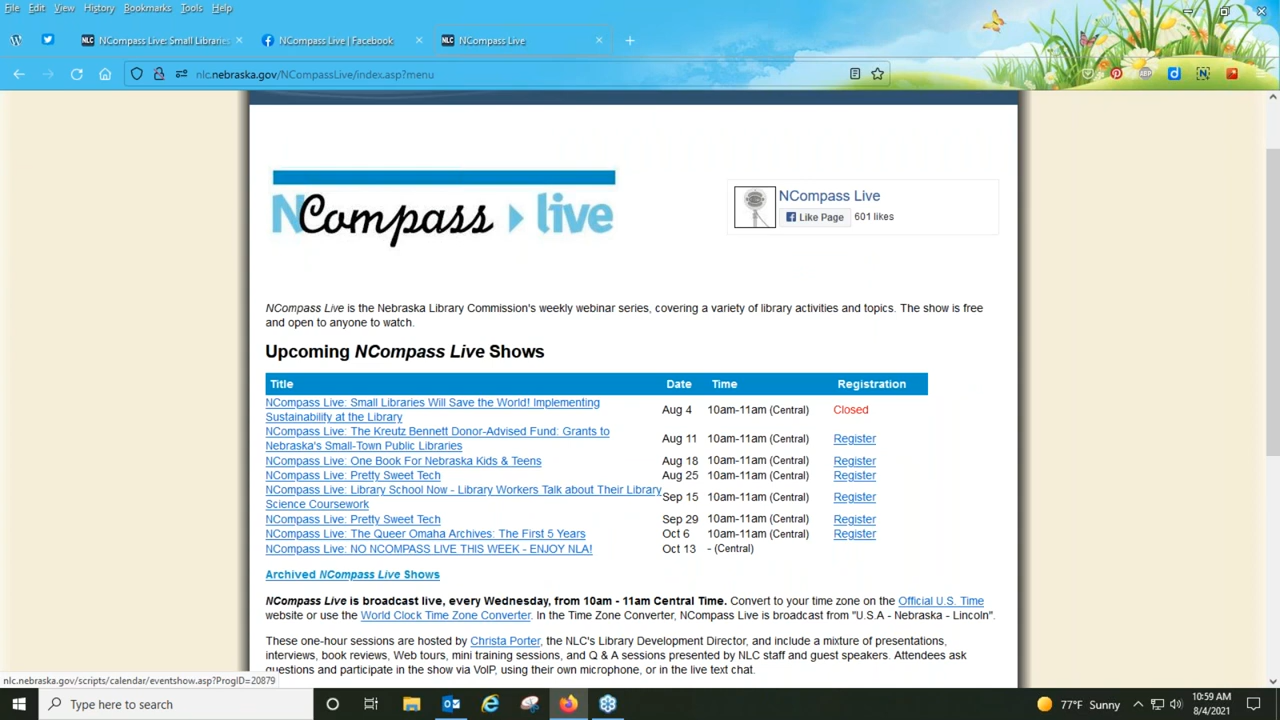 File Edit View History Bookmarks Tools Help
NLC NCompass Live: Small Libraries NCompass Live | Facebook NLC NCompass Live
nlc.nebraska.gov/NCompassLive/index.asp?menu
NCompass live
NCompass Live
Like Page 601 likes
NCompass Live is the Nebraska Library Commission's weekly webinar series, covering a variety of library activities and topics. The show is free
and open to anyone to watch.
Upcoming NCompass Live Shows
Title Date Time Registration
NCompass Live: Small Libraries Will Save the World! Implementing
Sustainability at the Library Aug 4 10am-11am (Central) Closed
NCompass Live: The Kreutz Bennett Donor-Advised Fund: Grants to
Nebraska's Small-Town Public Libraries Aug 11 10am-11am (Central) Register
NCompass Live: One Book For Nebraska Kids & Teens Aug 18 10am-11am (Central) Register
NCompass Live: Pretty Sweet Tech Aug 25 10am-11am (Central) Register
NCompass Live: Library School Now - Library Workers Talk about Their Library
Science Coursework Sep 15 10am-11am (Central) Register
NCompass Live: Pretty Sweet Tech Sep 29 10am-11am (Central) Register
NCompass Live: The Queer Omaha Archives: The First 5 Years Oct 6 10am-11am (Central) Register
NCompass Live: NO NCOMPASS LIVE THIS WEEK - ENJOY NLA! Oct 13 - (Central)
Archived NCompass Live Shows
NCompass Live is broadcast live, every Wednesday, from 10am - 11am Central Time. Convert to your time zone on the Official U.S. Time
website or use the World Clock Time Zone Converter. In the Time Zone Converter, NCompass Live is broadcast from "U.S.A - Nebraska - Lincoln".
These one-hour sessions are hosted by Christa Porter, the NLC's Library Development Director, and include a mixture of presentations,
interviews, book reviews, Web tours, mini training sessions, and Q & A sessions presented by NLC staff and guest speakers. Attendees ask
questions and participate in the show via VoIP, using their own microphone, or in the live text chat.
nlc.nebraska.gov/scripts/calendar/eventshow.asp?ProgID=20879
Type here to search 77°F Sunny 10:59 AM
8/4/2021